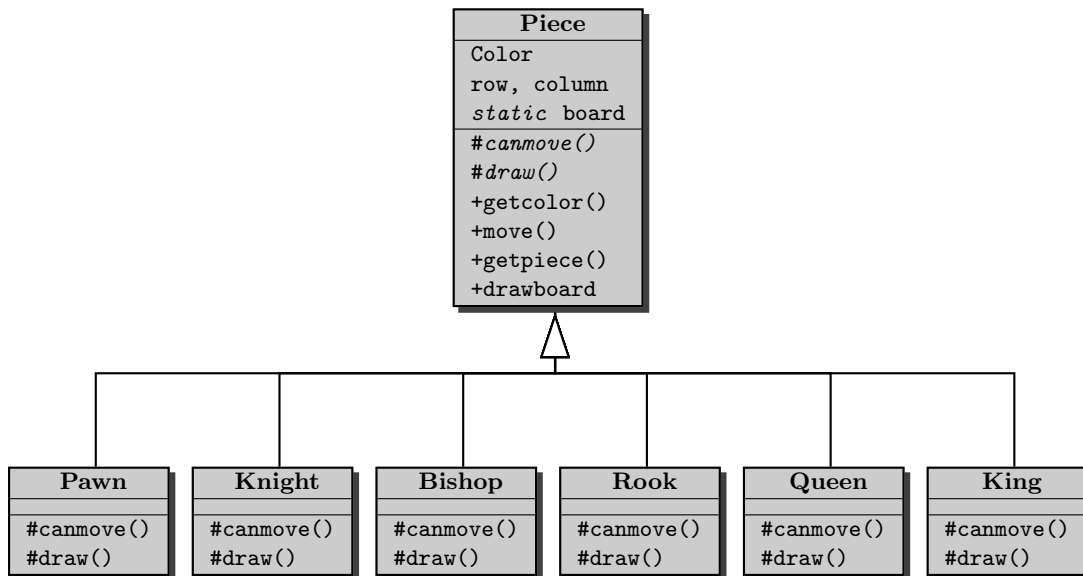 Piece
Color
row, column
static board
#canmove()
#draw()
+getcolor()
+move()
+getpiece()
+drawboard
Pawn
#canmove()
#draw()
Knight
#canmove()
#draw()
Bishop
#canmove()
#draw()
Rook
#canmove()
#draw()
Queen
#canmove()
#draw()
King
#canmove()
#draw()